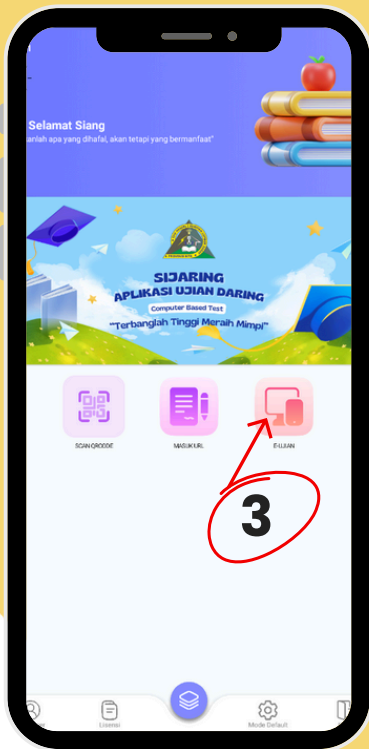 Selamat Siang
anlah apa yang dihafal, akan tetapi yang bermanfaat"
SIJARING
APLIKASI UJIAN DARING
Computer Based Test
"Terbanglah Tinggi Meraih Mimpi"
SCAN QRCODE
MASUK URL
E-UJIAN
3
Lisensi
Mode Default